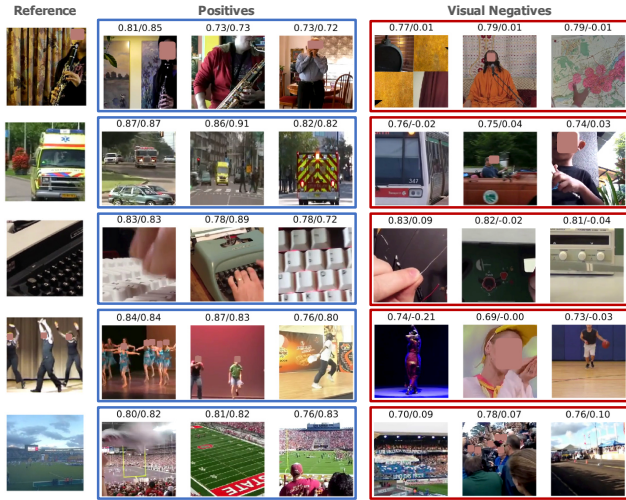 Reference Positives Visual Negatives
0.81/0.85 0.73/0.73 0.73/0.72 0.77/0.01 0.79/0.01 0.79/-0.01
0.87/0.87 0.86/0.91 0.82/0.82 0.76/-0.02 0.75/0.04 0.74/0.03
347
0.83/0.83 0.78/0.89 0.78/0.72 0.83/0.09 0.82/-0.02 0.81/-0.04
0.84/0.84 0.87/0.83 0.76/0.80 0.74/-0.21 0.69/-0.00 0.73/-0.03
0.80/0.82 0.81/0.82 0.76/0.83 0.70/0.09 0.78/0.07 0.76/0.10
STATE